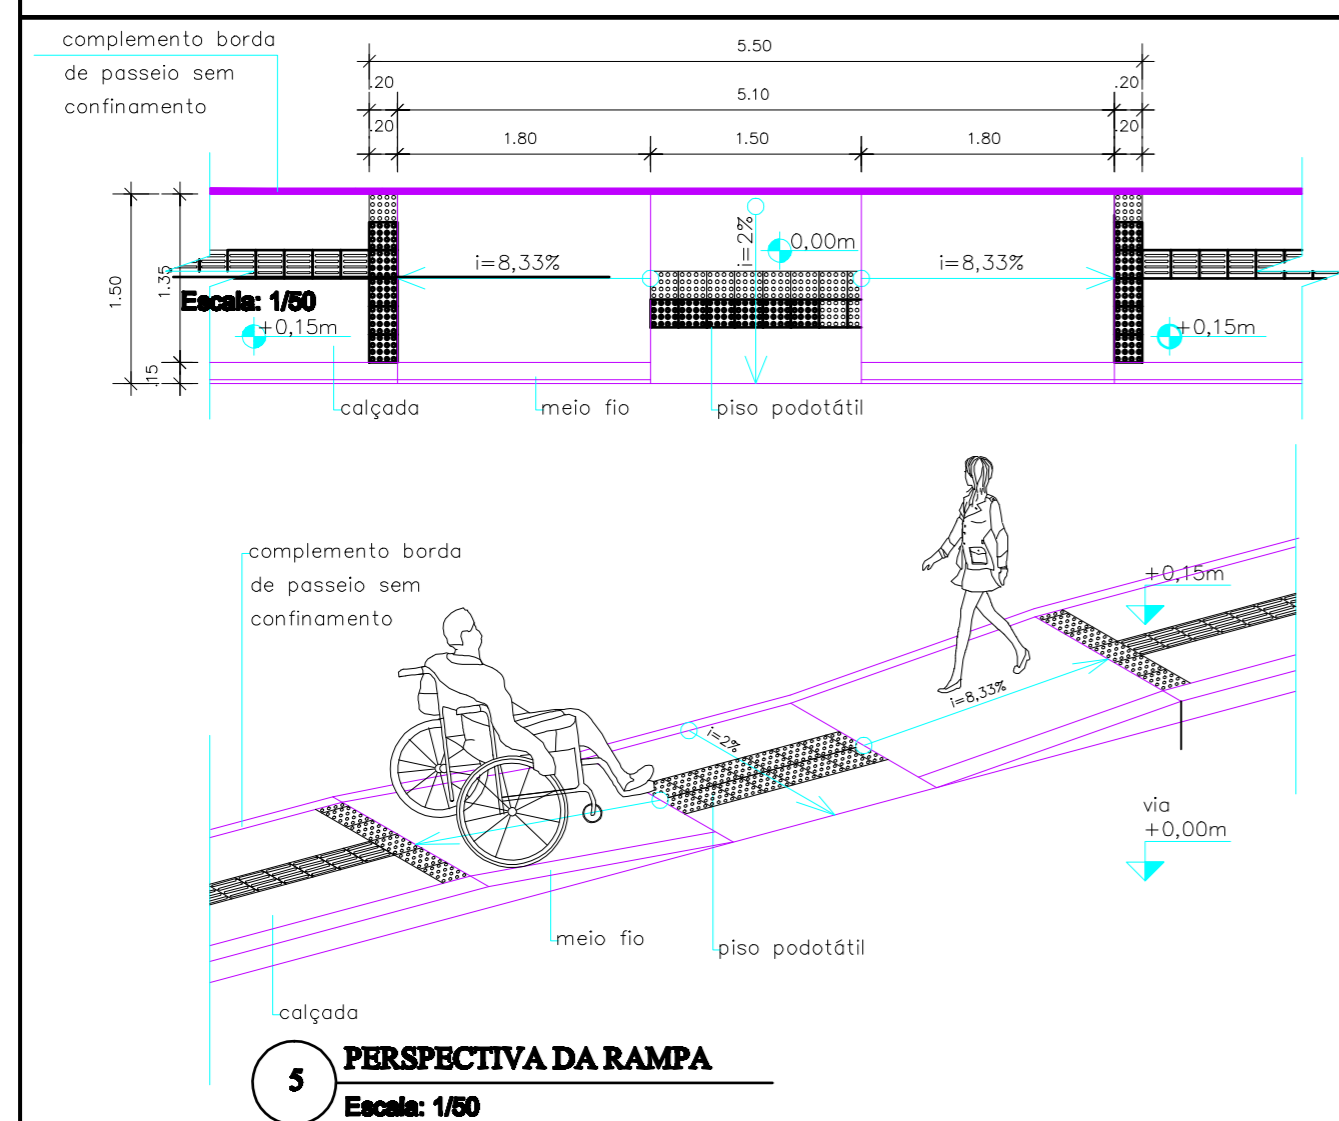 complemento borda
de passeio sem
confinamento
5.50
.20
5.10
.20
.20
1.80
1.50
1.80
.20
1.50
1.35
.15
i=8,33%
i=2%
0,00m
i=8,33%
Escala: 1/50
+0,15m
+0,15m
calçada
meio fio
piso podotátil
complemento borda
de passeio sem
confinamento
+0,15m
i=8,33%
i=2%
via
+0,00m
meio fio
piso podotátil
calçada
5
PERSPECTIVA DA RAMPA
Escala: 1/50